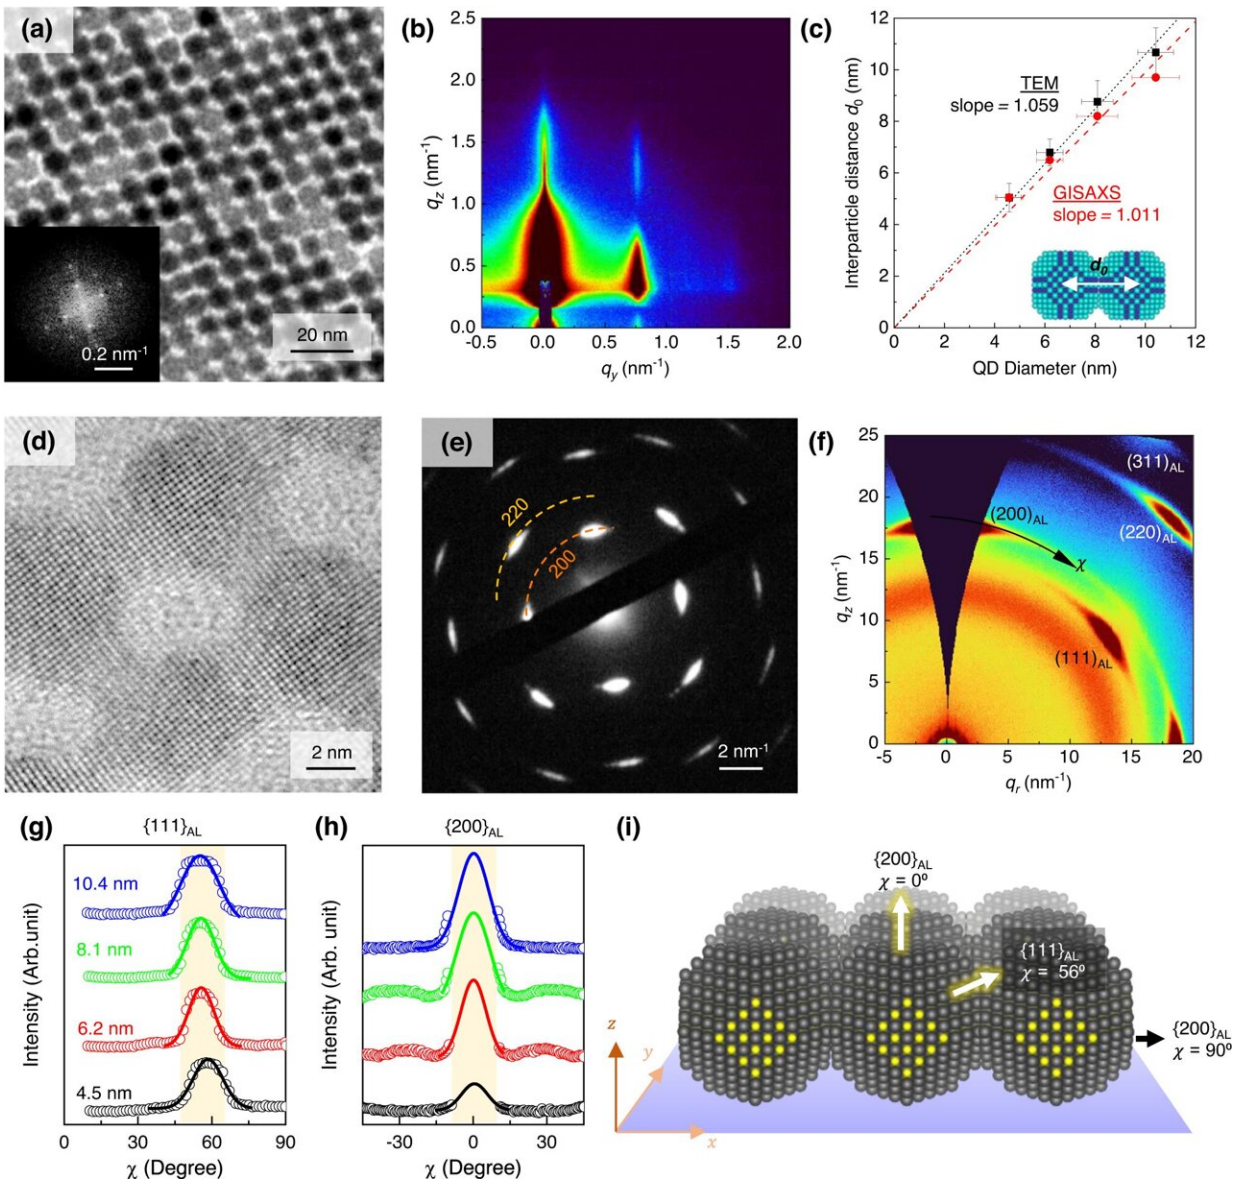 (a)
20 nm
0.2 nm⁻¹
(b)
2.5
2.0
1.5
1.0
0.5
0.0
-0.5 0.0 0.5 1.0 1.5 2.0
q_z (nm⁻¹)
q_y (nm⁻¹)
(c)
12
10
8
6
4
2
0
0 2 4 6 8 10 12
Interparticle distance d₀ (nm)
QD Diameter (nm)
TEM
slope = 1.059
GISAXS
slope = 1.011
d₀
(d)
2 nm
(e)
220
200
2 nm⁻¹
(f)
25
20
15
10
5
0
-5 0 5 10 15 20
q_z (nm⁻¹)
q_r (nm⁻¹)
(311)_AL
(200)_AL
(220)_AL
χ
(111)_AL
(g)
{111}_AL
10.4 nm
8.1 nm
6.2 nm
4.5 nm
Intensity (Arb.unit)
0 30 60 90
χ (Degree)
(h)
{200}_AL
Intensity (Arb.unit)
-30 0 30
χ (Degree)
(i)
{200}_AL
χ = 0º
{111}_AL
χ = 56º
{200}_AL
χ = 90º
z
y
x